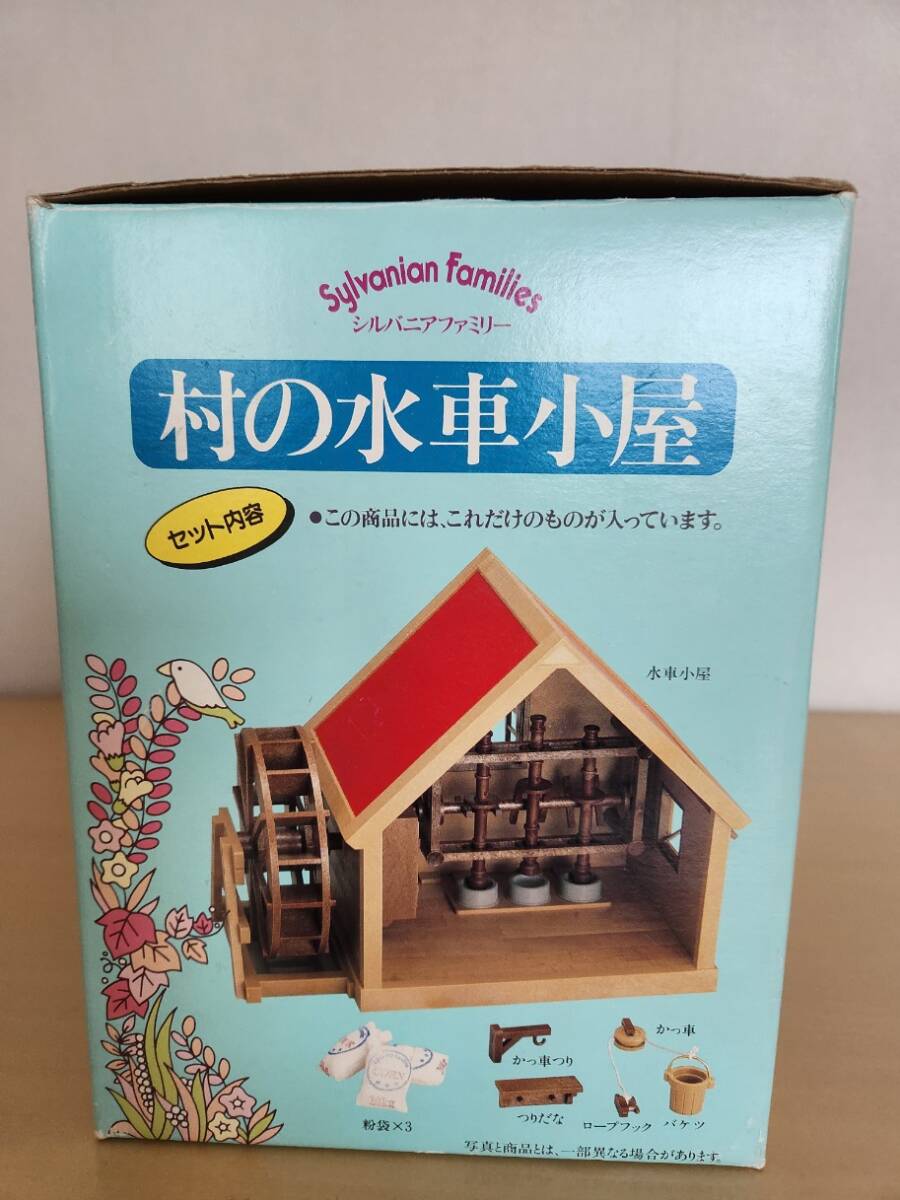 Sylvanian Families
シルバニアファミリー
村の水車小屋
セット内容
●この商品には、これだけのものが入っています。
水車小屋
かっ車
かっ車つり
CORN
10kg
つりだな
粉袋×3
ロープフック
バケツ
写真と商品とは、一部異なる場合があります。